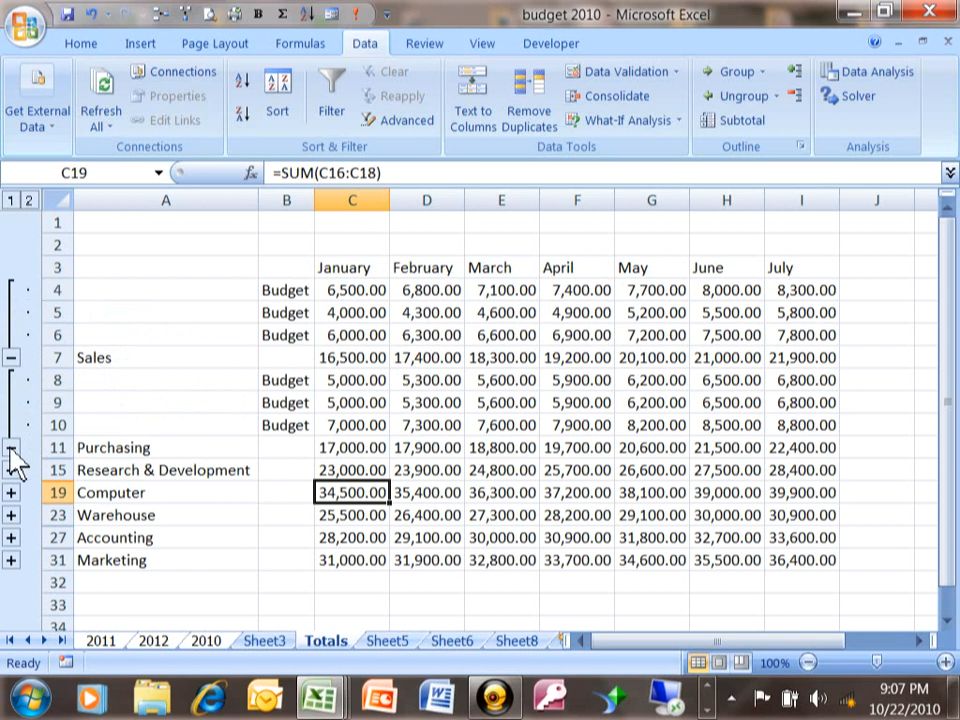 budget 2010 - Microsoft Excel
Home Insert Page Layout Formulas Data Review View Developer
Get External Data
Refresh All
Connections
Properties
Edit Links
Connections
Sort
Filter
Clear
Reapply
Advanced
Sort & Filter
Text to Columns
Remove Duplicates
Data Validation
Consolidate
What-If Analysis
Data Tools
Group
Ungroup
Subtotal
Outline
Data Analysis
Solver
Analysis
C19 fx =SUM(C16:C18)
1 2 A B C D E F G H I J
1
2
3 January February March April May June July
4 Budget 6,500.00 6,800.00 7,100.00 7,400.00 7,700.00 8,000.00 8,300.00
5 Budget 4,000.00 4,300.00 4,600.00 4,900.00 5,200.00 5,500.00 5,800.00
6 Budget 6,000.00 6,300.00 6,600.00 6,900.00 7,200.00 7,500.00 7,800.00
7 Sales 16,500.00 17,400.00 18,300.00 19,200.00 20,100.00 21,000.00 21,900.00
8 Budget 5,000.00 5,300.00 5,600.00 5,900.00 6,200.00 6,500.00 6,800.00
9 Budget 5,000.00 5,300.00 5,600.00 5,900.00 6,200.00 6,500.00 6,800.00
10 Budget 7,000.00 7,300.00 7,600.00 7,900.00 8,200.00 8,500.00 8,800.00
11 Purchasing 17,000.00 17,900.00 18,800.00 19,700.00 20,600.00 21,500.00 22,400.00
15 Research & Development 23,000.00 23,900.00 24,800.00 25,700.00 26,600.00 27,500.00 28,400.00
19 Computer 34,500.00 35,400.00 36,300.00 37,200.00 38,100.00 39,000.00 39,900.00
23 Warehouse 25,500.00 26,400.00 27,300.00 28,200.00 29,100.00 30,000.00 30,900.00
27 Accounting 28,200.00 29,100.00 30,000.00 30,900.00 31,800.00 32,700.00 33,600.00
31 Marketing 31,000.00 31,900.00 32,800.00 33,700.00 34,600.00 35,500.00 36,400.00
32
33
34
2011 2012 2010 Sheet3 Totals Sheet5 Sheet6 Sheet8
Ready 100%
9:07 PM
10/22/2010